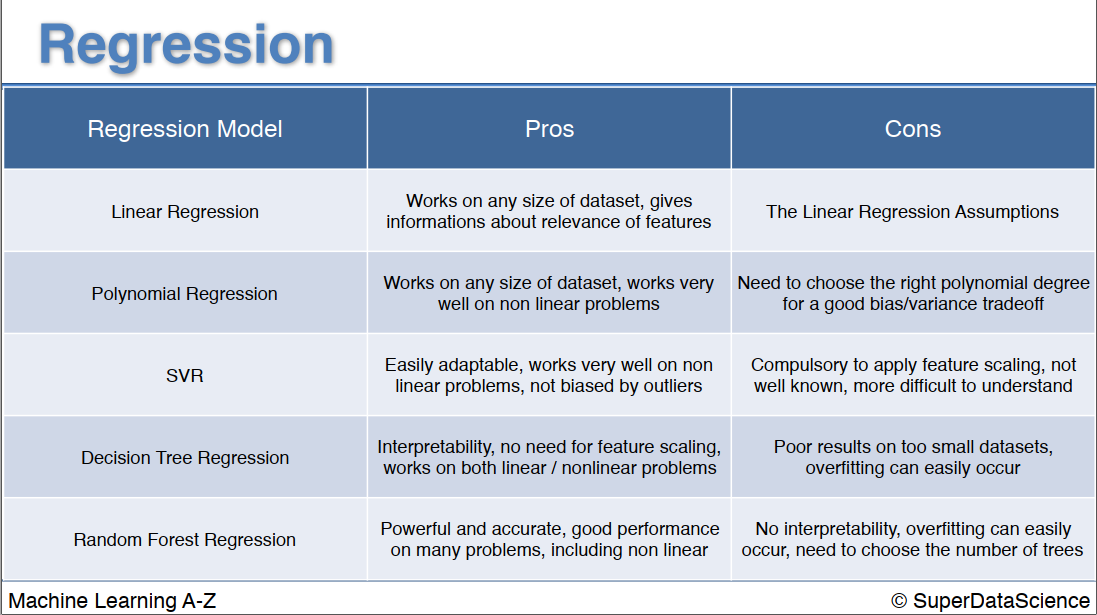 Regression
Regression Model
Pros
Cons
Linear Regression
Works on any size of dataset, gives
informations about relevance of features
The Linear Regression Assumptions
Polynomial Regression
Works on any size of dataset, works very
well on non linear problems
Need to choose the right polynomial degree
for a good bias/variance tradeoff
SVR
Easily adaptable, works very well on non
linear problems, not biased by outliers
Compulsory to apply feature scaling, not
well known, more difficult to understand
Decision Tree Regression
Interpretability, no need for feature scaling,
works on both linear / nonlinear problems
Poor results on too small datasets,
overfitting can easily occur
Random Forest Regression
Powerful and accurate, good performance
on many problems, including non linear
No interpretability, overfitting can easily
occur, need to choose the number of trees
Machine Learning A-Z
© SuperDataScience